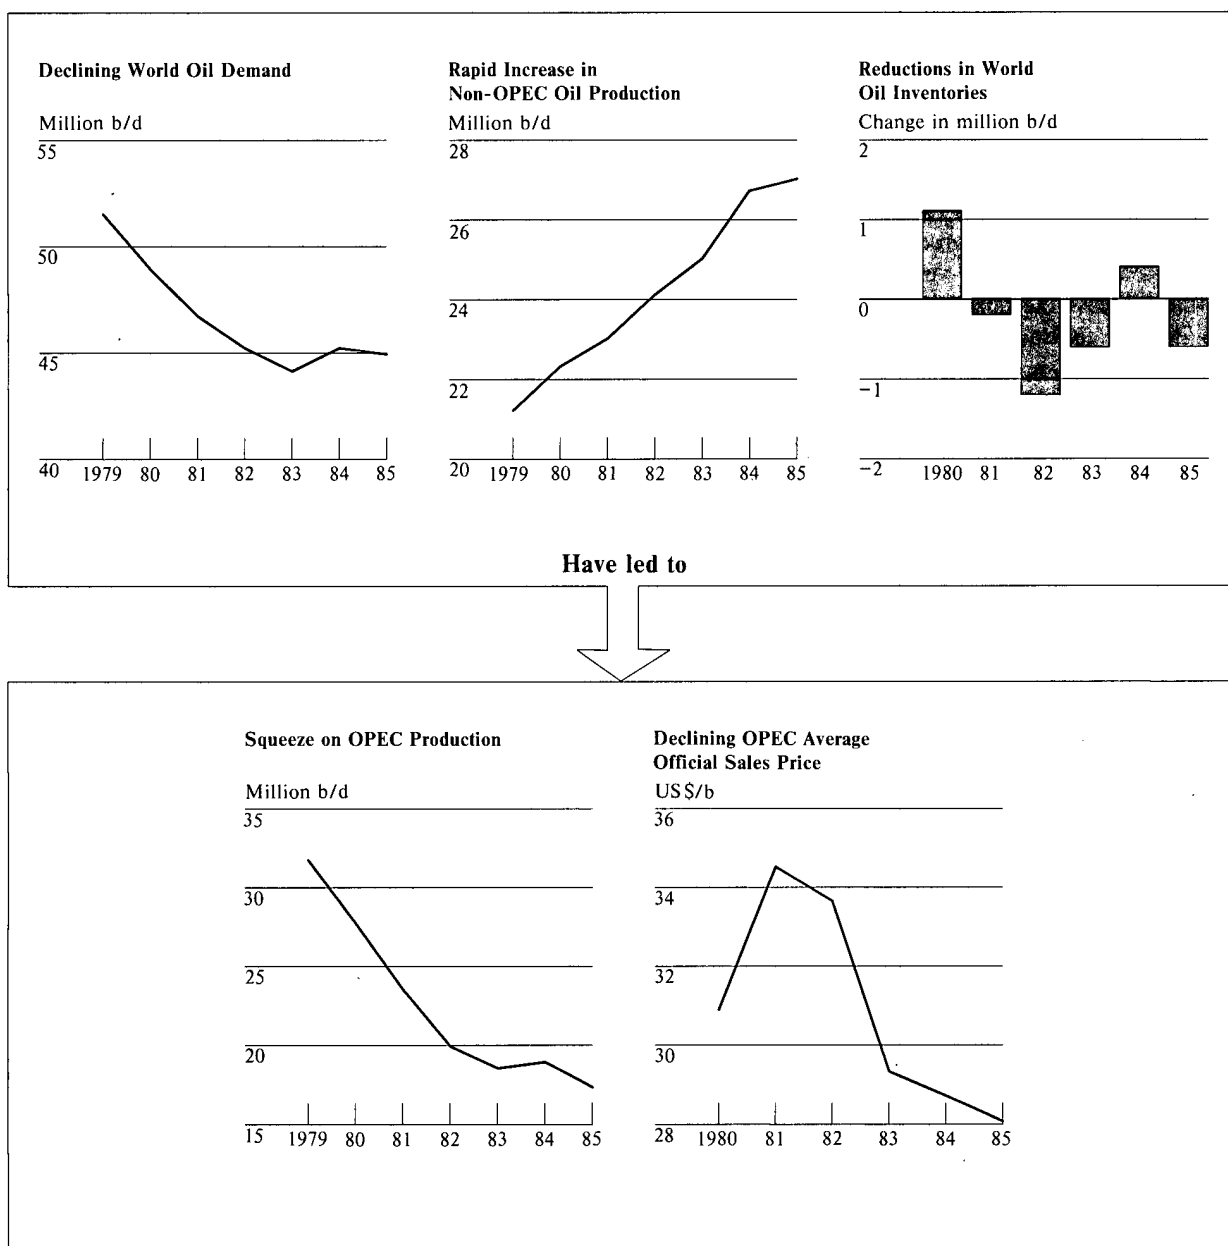 Declining World Oil Demand
Million b/d
55
50
45
40
1979 80 81 82 83 84 85
Rapid Increase in
Non-OPEC Oil Production
Million b/d
28
26
24
22
20
1979 80 81 82 83 84 85
Reductions in World
Oil Inventories
Change in million b/d
2
1
0
−1
−2
1980 81 82 83 84 85
Have led to
Squeeze on OPEC Production
Million b/d
35
30
25
20
15
1979 80 81 82 83 84 85
Declining OPEC Average
Official Sales Price
US$/b
36
34
32
30
28
1980 81 82 83 84 85